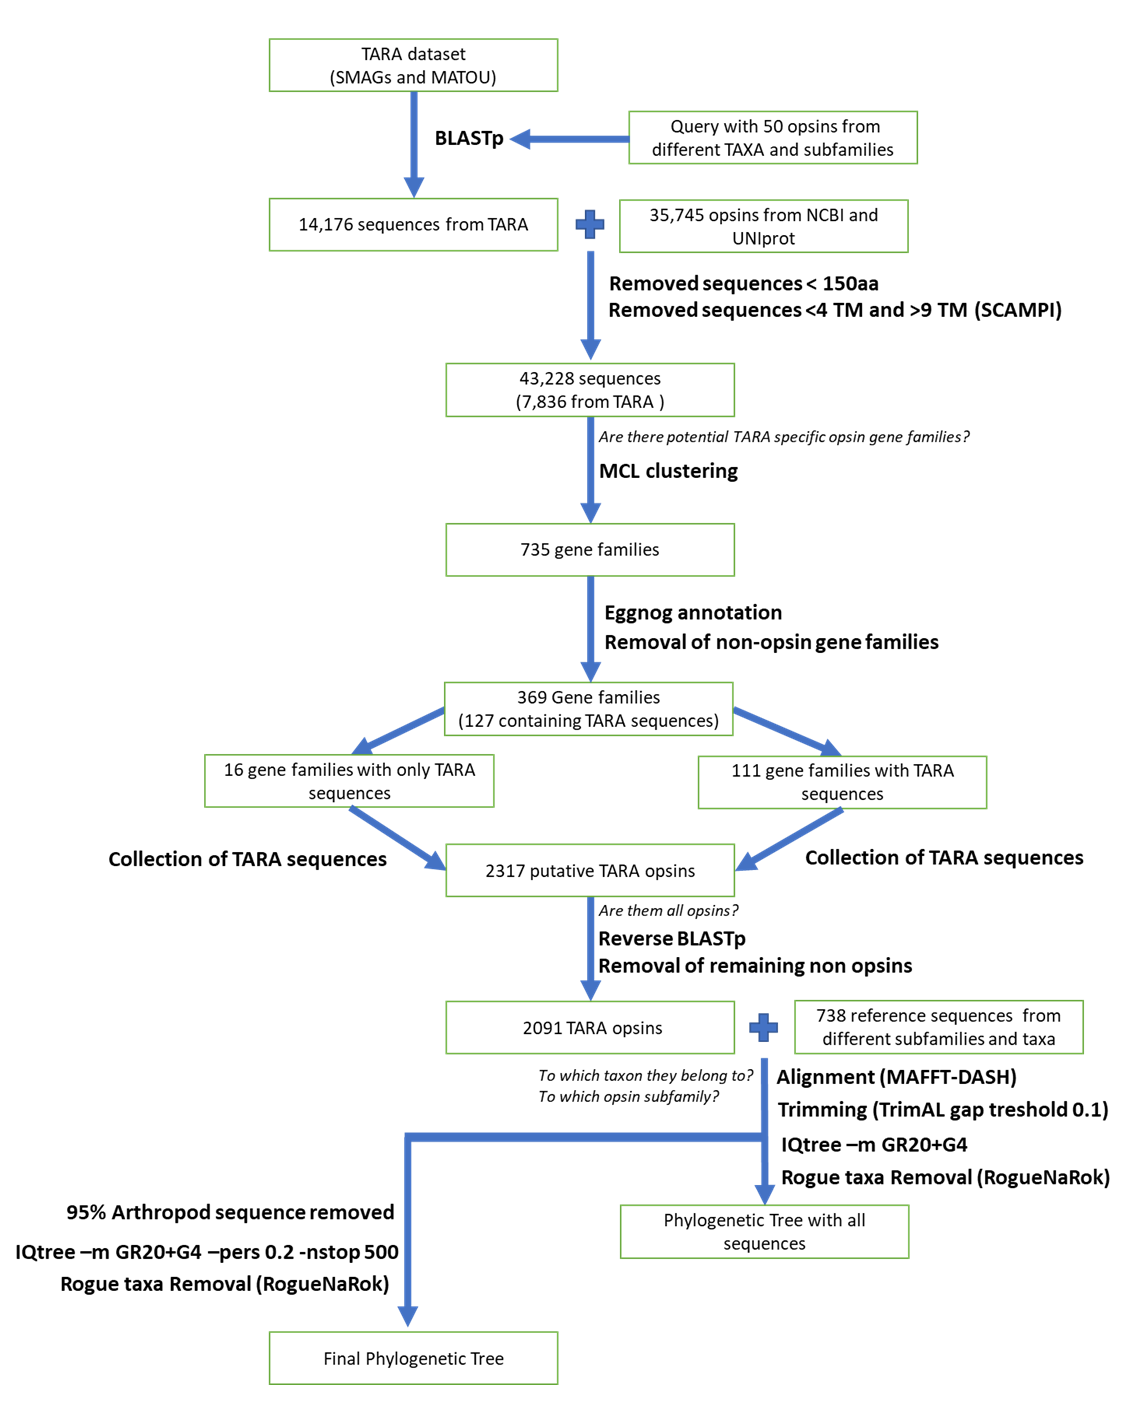 TARA dataset
(SMAGs and MATOU)
BLASTp
Query with 50 opsins from
different TAXA and subfamilies
14,176 sequences from TARA
35,745 opsins from NCBI and
UNIprot
Removed sequences < 150aa
Removed sequences <4 TM and >9 TM (SCAMPI)
43,228 sequences
(7,836 from TARA )
Are there potential TARA specific opsin gene families?
MCL clustering
735 gene families
Eggnog annotation
Removal of non-opsin gene families
369 Gene families
(127 containing TARA sequences)
16 gene families with only TARA
sequences
111 gene families with TARA
sequences
Collection of TARA sequences
Collection of TARA sequences
2317 putative TARA opsins
Are them all opsins?
Reverse BLASTp
Removal of remaining non opsins
2091 TARA opsins
738 reference sequences  from
different subfamilies and taxa
To which taxon they belong to?
To which opsin subfamily?
Alignment (MAFFT-DASH)
Trimming (TrimAL gap treshold 0.1)
IQtree –m GR20+G4
Rogue taxa Removal (RogueNaRok)
Phylogenetic Tree with all
sequences
95% Arthropod sequence removed
IQtree –m GR20+G4 –pers 0.2 -nstop 500
Rogue taxa Removal (RogueNaRok)
Final Phylogenetic Tree